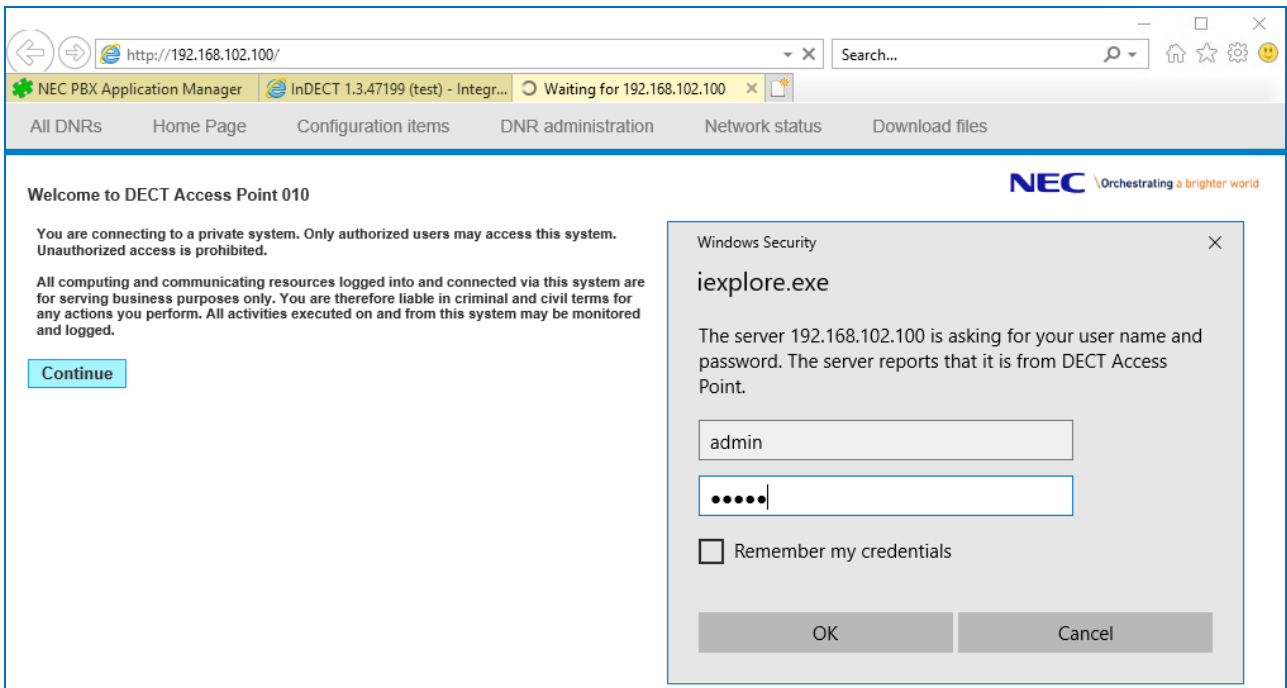 http://192.168.102.100/
Search...
NEC PBX Application Manager
InDECT 1.3.47199 (test) - Integr...
Waiting for 192.168.102.100
All DNRs Home Page Configuration items DNR administration Network status Download files
NEC \Orchestrating a brighter world
Welcome to DECT Access Point 010
You are connecting to a private system. Only authorized users may access this system.
Unauthorized access is prohibited.
All computing and communicating resources logged into and connected via this system are
for serving business purposes only. You are therefore liable in criminal and civil terms for
any actions you perform. All activities executed on and from this system may be monitored
and logged.
Continue
Windows Security
iexplore.exe
The server 192.168.102.100 is asking for your user name and
password. The server reports that it is from DECT Access
Point.
admin
●●●●●
Remember my credentials
OK Cancel